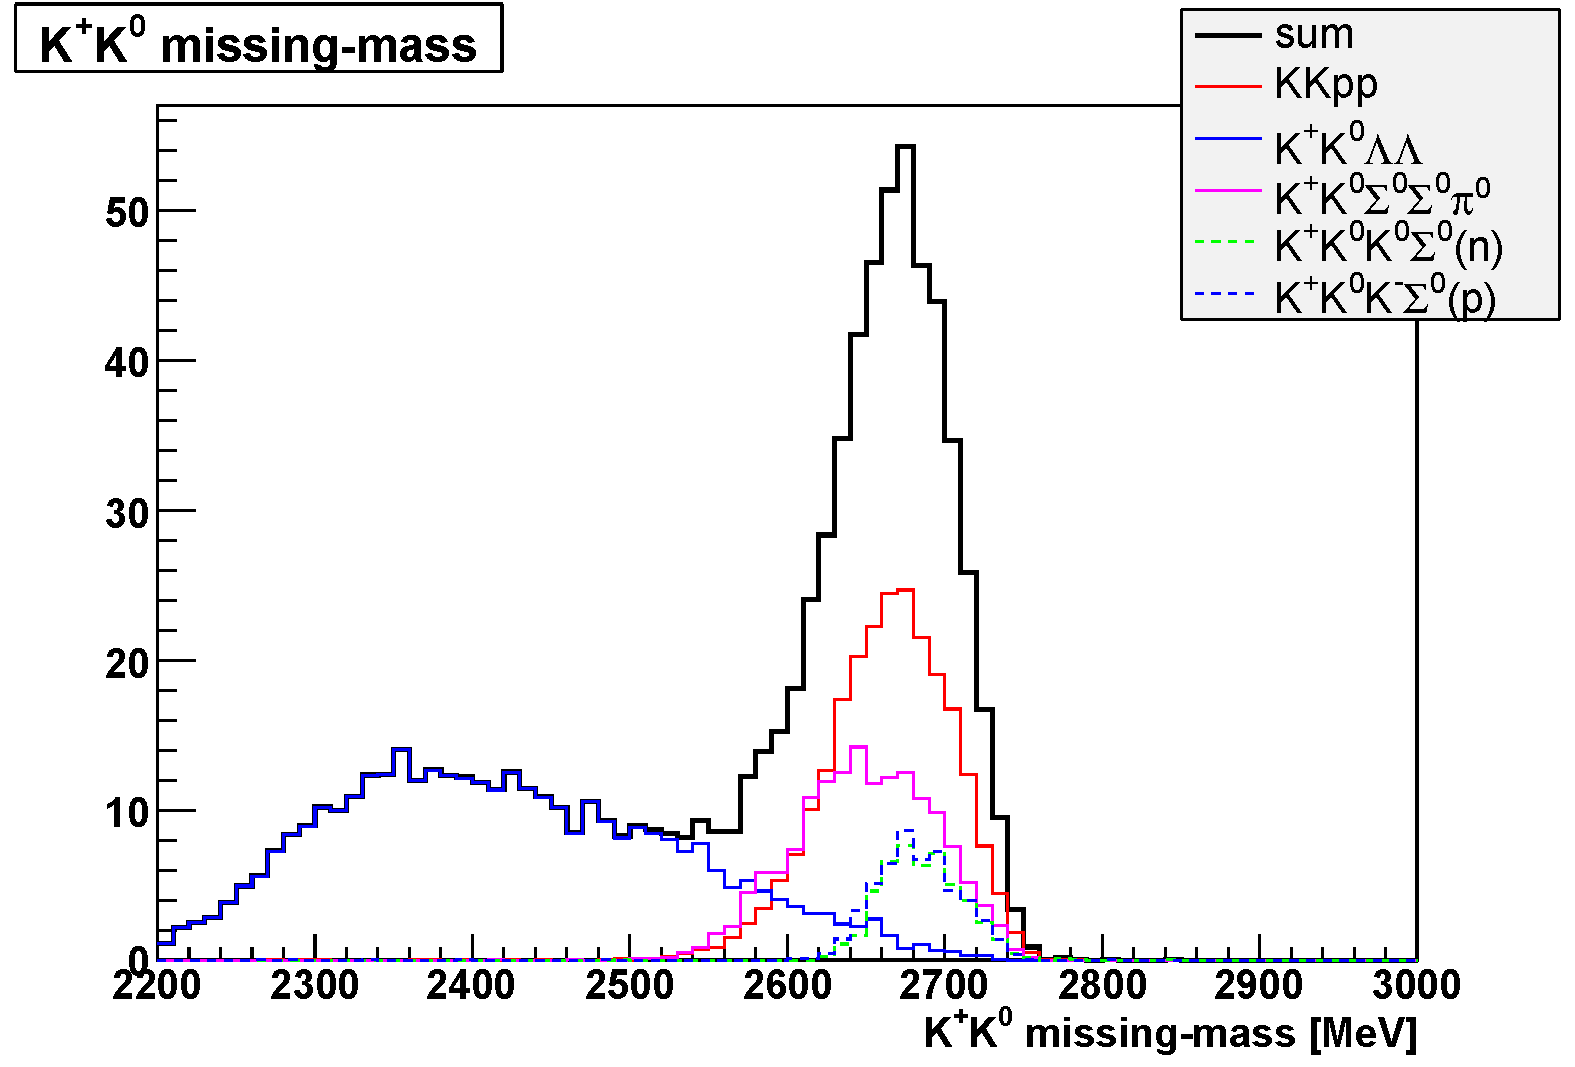 K⁺K⁰ missing-mass
sum
KKpp
K⁺K⁰ΛΛ
K⁺K⁰Σ⁰Σ⁰π⁰
K⁺K⁰K⁰Σ⁰(n)
K⁺K⁰K⁻Σ⁰(p)
50
40
30
20
10
0
2200 2300 2400 2500 2600 2700 2800 2900 3000
K⁺K⁰ missing-mass [MeV]